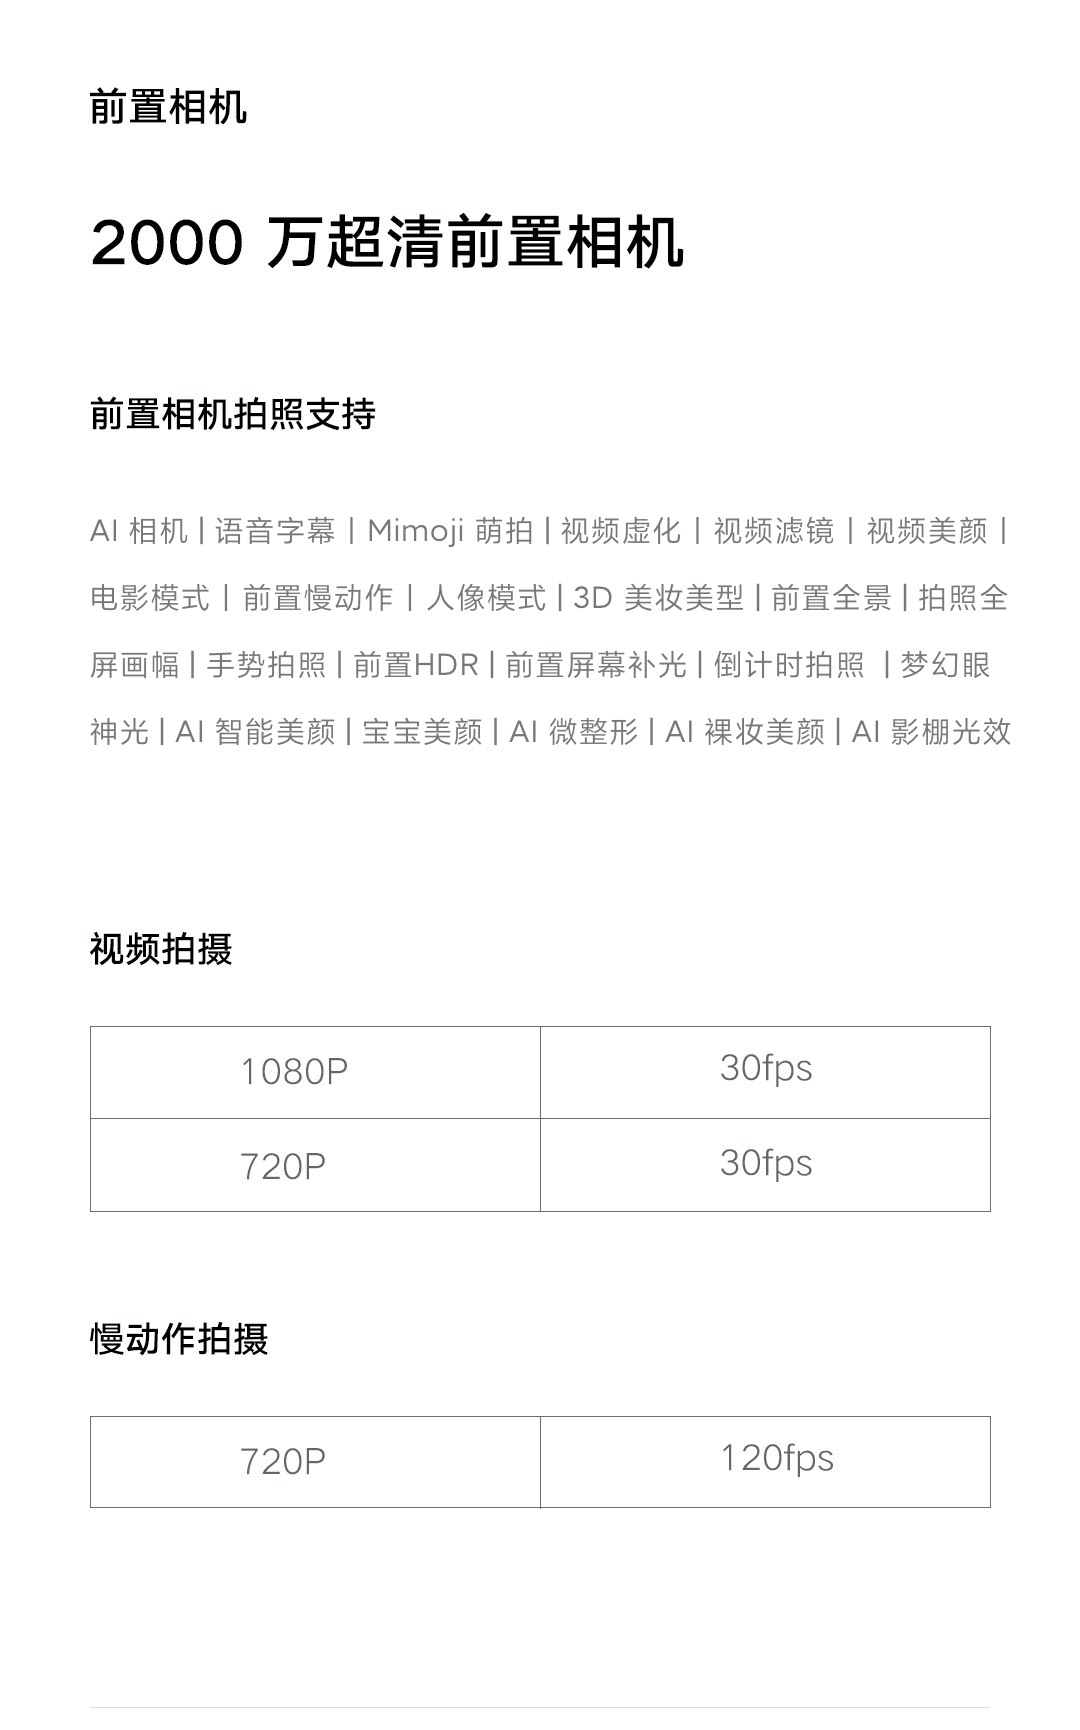 前置相机
2000 万超清前置相机
前置相机拍照支持
AI 相机 | 语音字幕 | Mimoji 萌拍 | 视频虚化 | 视频滤镜 | 视频美颜 |
电影模式 | 前置慢动作 | 人像模式 | 3D 美妆美型 | 前置全景 | 拍照全
屏画幅 | 手势拍照 | 前置HDR | 前置屏幕补光 | 倒计时拍照 | 梦幻眼
神光 | AI 智能美颜 | 宝宝美颜 | AI 微整形 | AI 裸妆美颜 | AI 影棚光效
视频拍摄
1080P 30fps
720P 30fps
慢动作拍摄
720P 120fps